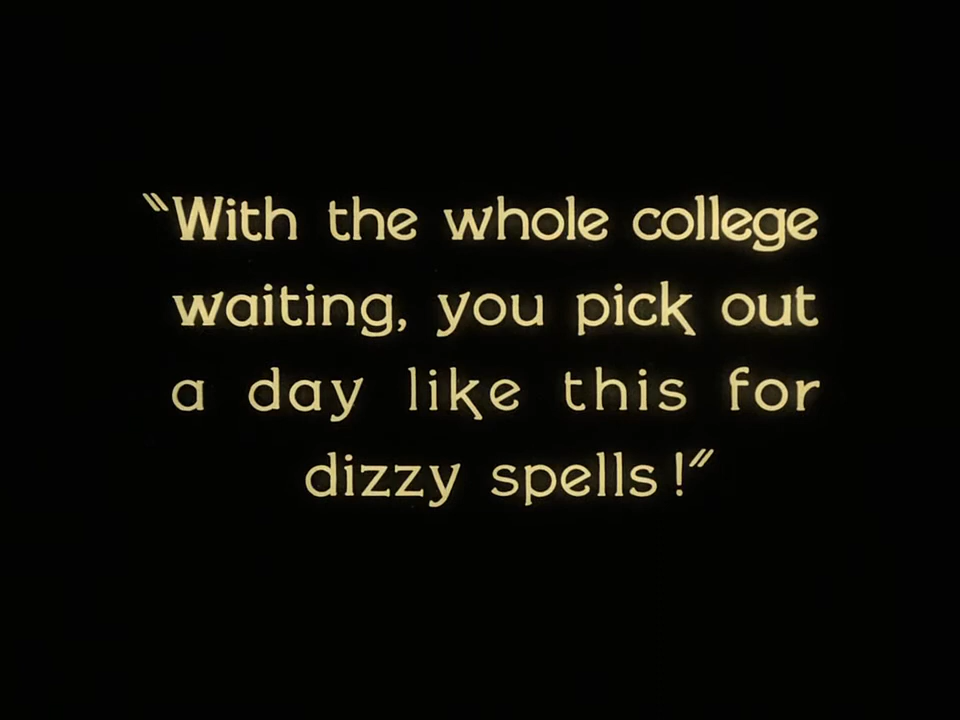 "With the whole college
waiting, you pick out
a day like this for
dizzy spells!"